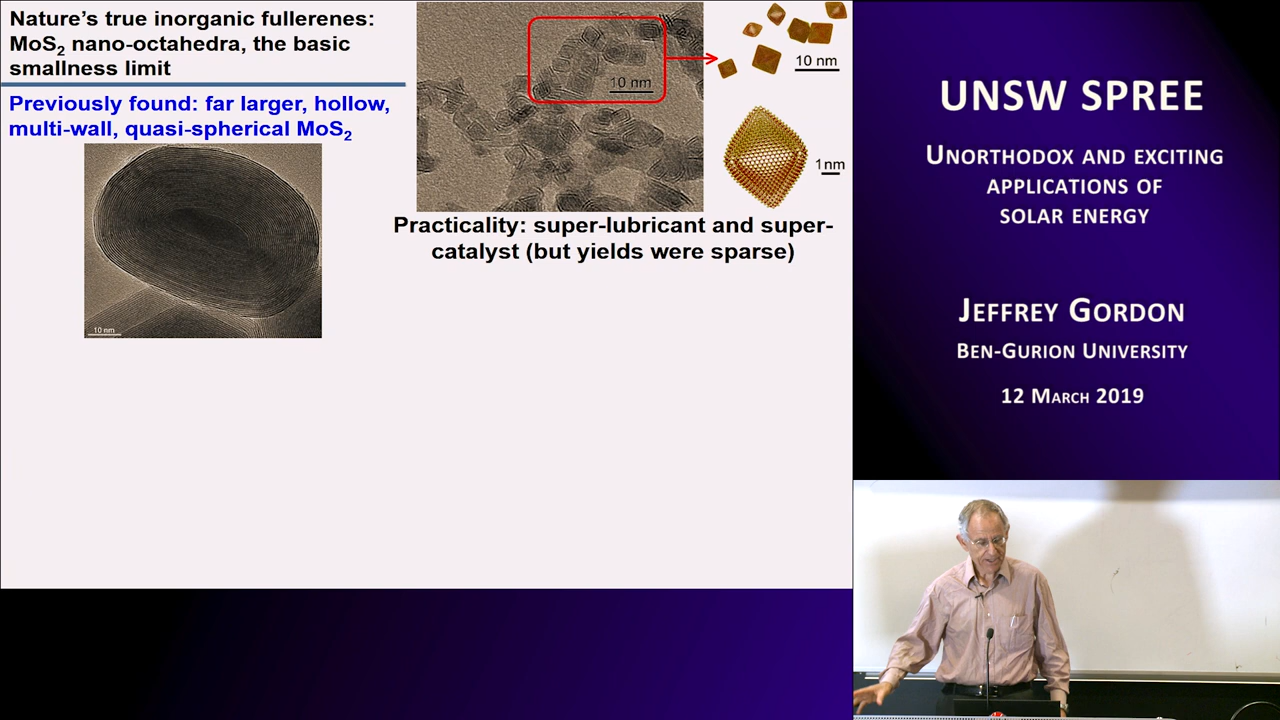 Nature's true inorganic fullerenes:
MoS₂ nano-octahedra, the basic
smallness limit
Previously found: far larger, hollow,
multi-wall, quasi-spherical MoS₂
10 nm
10 nm
10 nm
1nm
Practicality: super-lubricant and super-
catalyst (but yields were sparse)
UNSW SPREE
UNORTHODOX AND EXCITING
APPLICATIONS OF
SOLAR ENERGY
JEFFREY GORDON
BEN-GURION UNIVERSITY
12 MARCH 2019